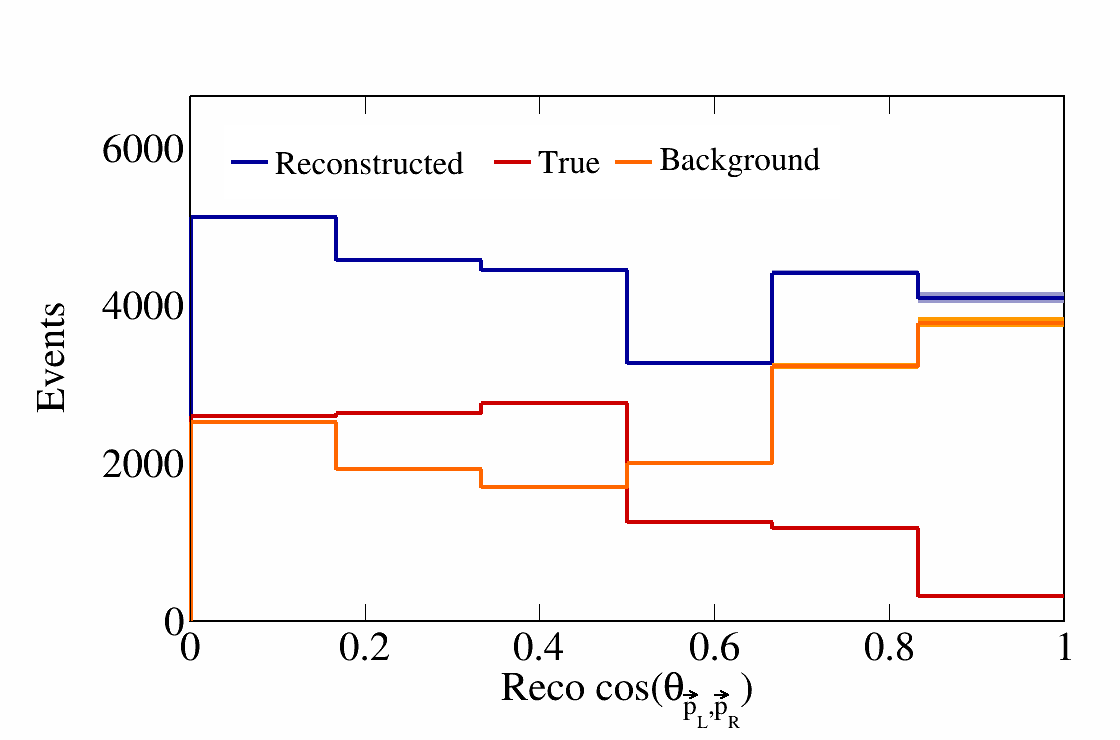 6000
Reconstructed True Background
4000
2000
0
Events
0 0.2 0.4 0.6 0.8 1
Reco cos(θp⃗L,p⃗R)